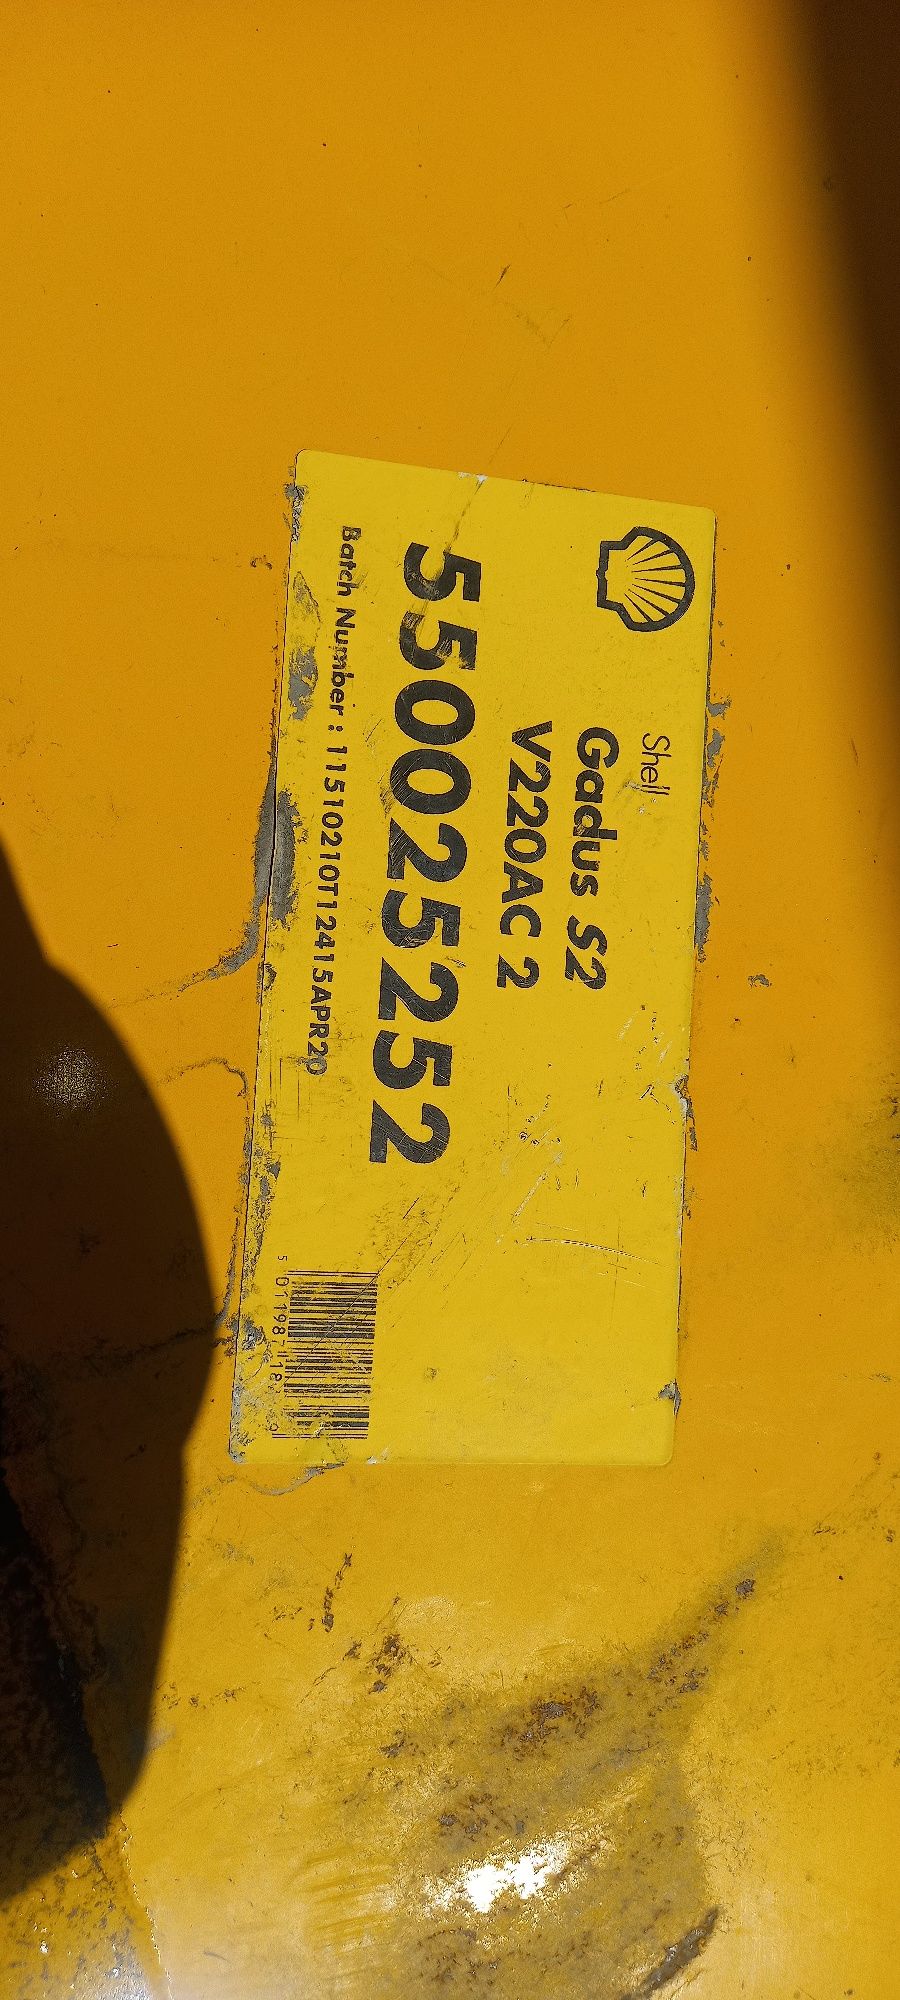 Shell
Gadus S2
V220AC 2
550025252
Batch Number : 1151021OT12415APR20